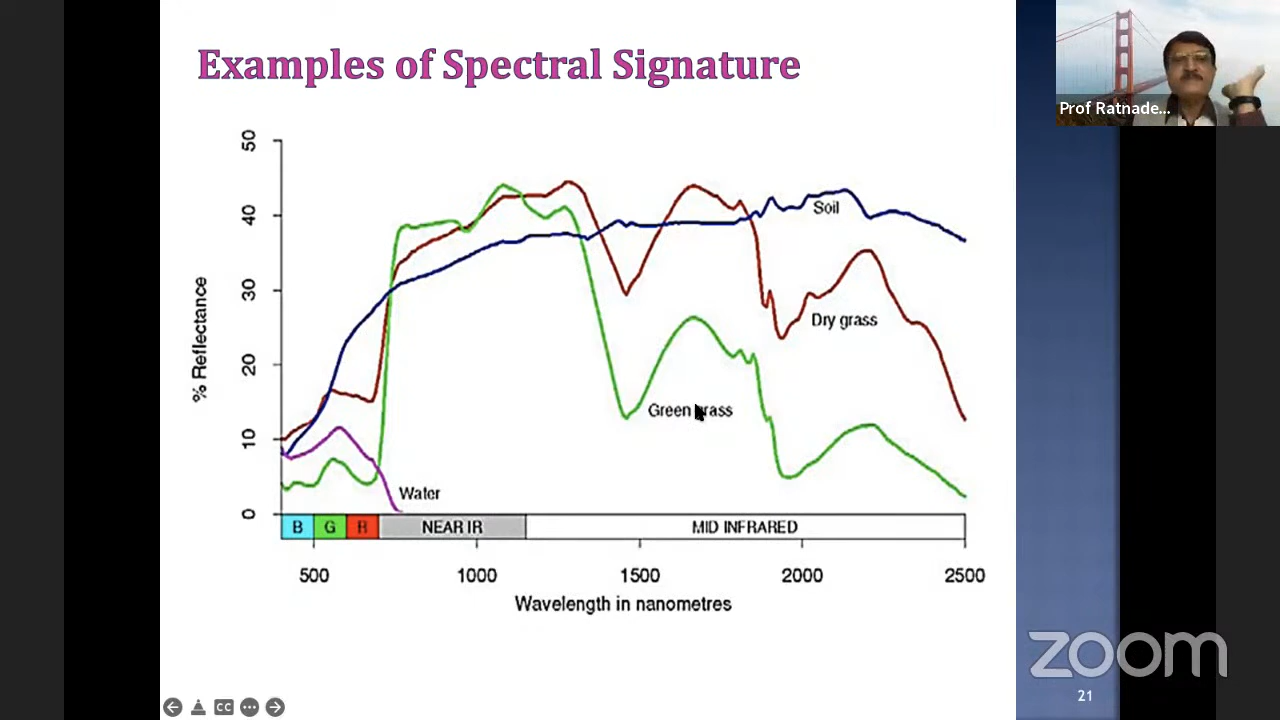 Examples of Spectral Signature
Prof Ratnade...
50
40
30
20
10
0
% Reflectance
Soil
Dry grass
Green grass
Water
B G R NEAR IR MID INFRARED
500 1000 1500 2000 2500
Wavelength in nanometres
zoom
21
CC